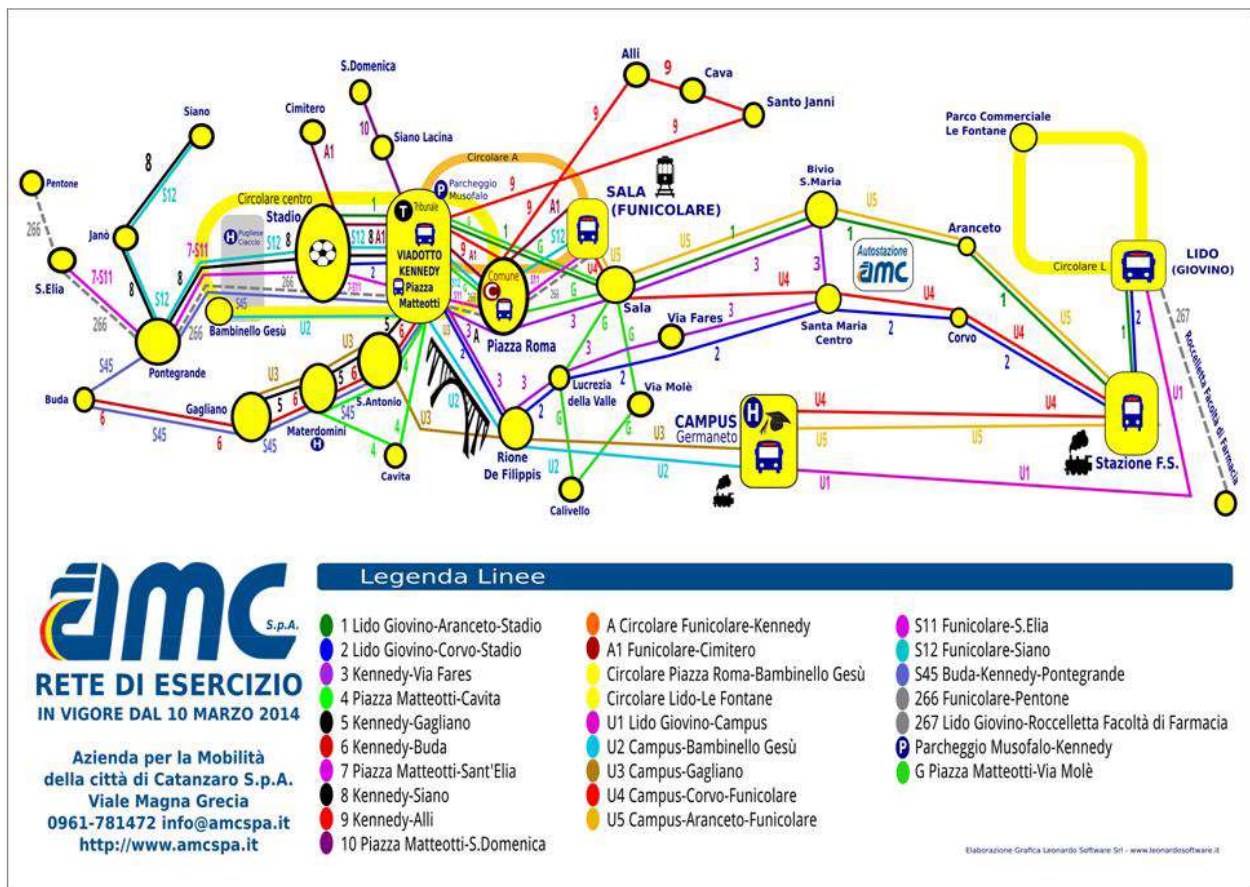 Alli
Cava
Santo Janni
S.Domenica
Siano Lacina
Cimitero
Siano
Pentone
Janò
S.Elia
Circolare centro
Stadio
Circolare A
Parcheggio
Musofalo
SALA
(FUNICOLARE)
Bivio
S.Maria
Parco Commerciale
Le Fontane
Aranceto
Autostazione
amc
LIDO
(GIOVINO)
Circolare L
T Tribunale
VIADOTTO
KENNEDY
Piazza
Matteotti
H Pugliese
Ciaccio
Comune
C
Piazza Roma
Sala
Via Fares
Santa Maria
Centro
Corvo
Bambinello Gesù
Pontegrande
Buda
Gagliano
Materdomini
H
S.Antonio
Cavita
Lucrezia
della Valle
Via Molè
Rione
De Filippis
Calivello
CAMPUS
Germaneto
H
Stazione F.S.
Roccelletta Facoltà di Farmacia
267
266
7-S11
S12
8
S45
U2
U3
U4
U5
U1
A1
10
9
1
2
3
4
5
6
G
A
amc S.p.A.
RETE DI ESERCIZIO
IN VIGORE DAL 10 MARZO 2014
Azienda per la Mobilità
della città di Catanzaro S.p.A.
Viale Magna Grecia
0961-781472 info@amcspa.it
http://www.amcspa.it
Legenda Linee
1 Lido Giovino-Aranceto-Stadio
2 Lido Giovino-Corvo-Stadio
3 Kennedy-Via Fares
4 Piazza Matteotti-Cavita
5 Kennedy-Gagliano
6 Kennedy-Buda
7 Piazza Matteotti-Sant'Elia
8 Kennedy-Siano
9 Kennedy-Alli
10 Piazza Matteotti-S.Domenica
A Circolare Funicolare-Kennedy
A1 Funicolare-Cimitero
Circolare Piazza Roma-Bambinello Gesù
Circolare Lido-Le Fontane
U1 Lido Giovino-Campus
U2 Campus-Bambinello Gesù
U3 Campus-Gagliano
U4 Campus-Corvo-Funicolare
U5 Campus-Aranceto-Funicolare
S11 Funicolare-S.Elia
S12 Funicolare-Siano
S45 Buda-Kennedy-Pontegrande
266 Funicolare-Pentone
267 Lido Giovino-Roccelletta Facoltà di Farmacia
P Parcheggio Musofalo-Kennedy
G Piazza Matteotti-Via Molè
Elaborazione Grafica Leonardo Software Srl - www.leonardosoftware.it